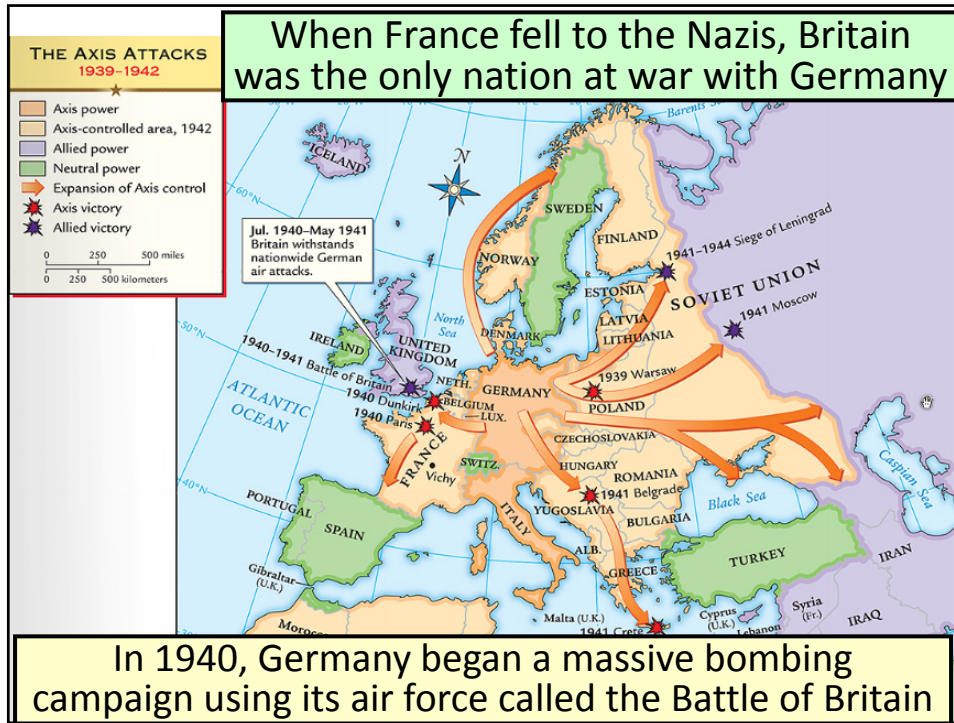 When France fell to the Nazis, Britain
was the only nation at war with Germany
THE AXIS ATTACKS
1939–1942
Axis power
Axis-controlled area, 1942
Allied power
Neutral power
Expansion of Axis control
Axis victory
Allied victory
0 250 500 miles
0 250 500 kilometers
Barents
ICELAND
N
60°N
50°N
40°N
Jul. 1940–May 1941
Britain withstands
nationwide German
air attacks.
SWEDEN
FINLAND
NORWAY
1941–1944 Siege of Leningrad
ESTONIA
SOVIET UNION
1941 Moscow
LATVIA
LITHUANIA
North
Sea
DENMARK
IRELAND
UNITED
KINGDOM
1940–1941 Battle of Britain
NETH.
GERMANY
1939 Warsaw
POLAND
1940 Dunkirk
BELGIUM
LUX.
1940 Paris
ATLANTIC
OCEAN
FRANCE
Vichy
SWITZ.
CZECHOSLOVAKIA
HUNGARY
ROMANIA
1941 Belgrade
YUGOSLAVIA
BULGARIA
Black Sea
Caspian Sea
PORTUGAL
SPAIN
ITALY
ALB.
GREECE
TURKEY
IRAN
Gibraltar
(U.K.)
Malta (U.K.)
1941 Crete
Cyprus
(U.K.)
Syria
(Fr.)
Lebanon
IRAQ
Moroc
In 1940, Germany began a massive bombing
campaign using its air force called the Battle of Britain